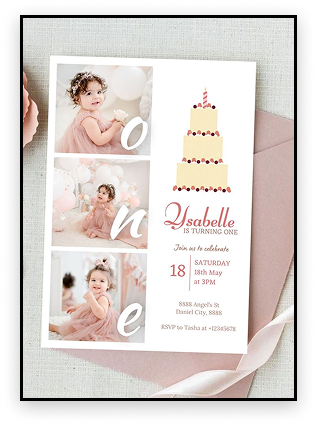 o
n
e
Ysabelle
IS TURNING ONE
Join us to celebrate
18
SATURDAY
18th May
at 3PM
8888 Angel's St
Daniel City, 8888
RSVP to Tasha at +12345678